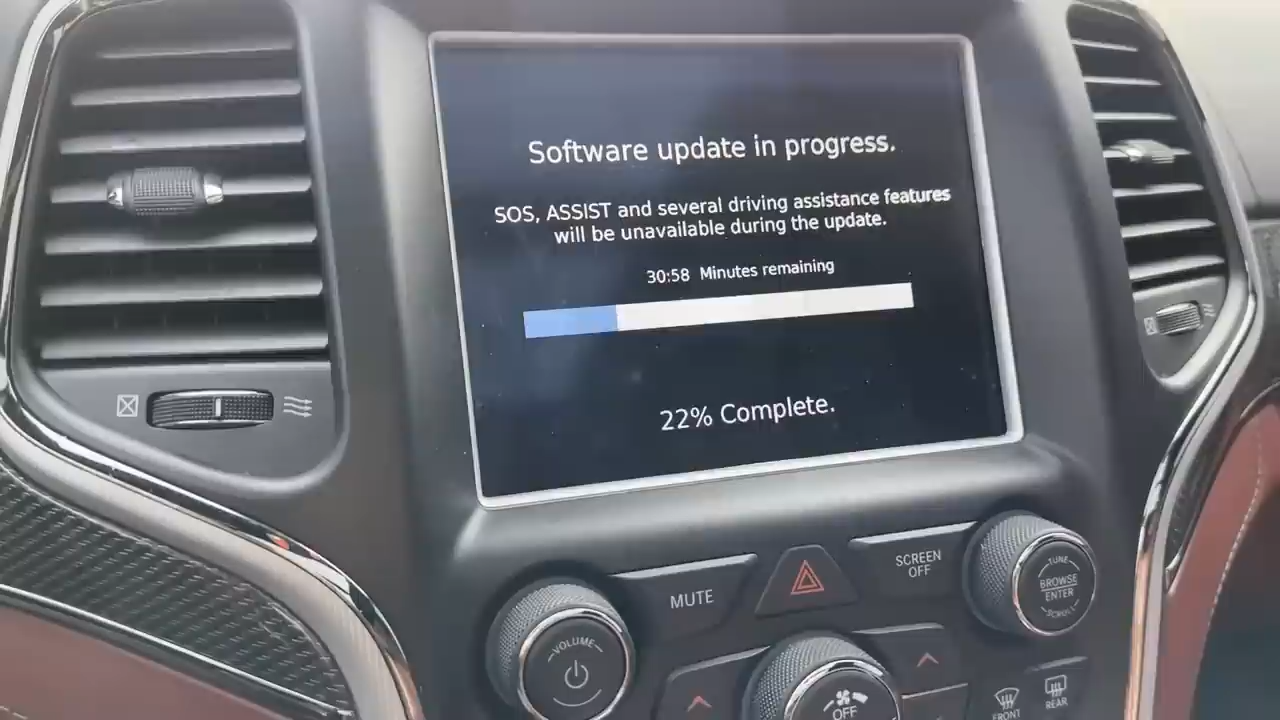 Software update in progress.
SOS, ASSIST and several driving assistance features
will be unavailable during the update.
30:58 Minutes remaining
22% Complete.
SCREEN
OFF
MUTE
TUNE
BROWSE
ENTER
SCROLL
VOLUME
OFF
FRONT
REAR